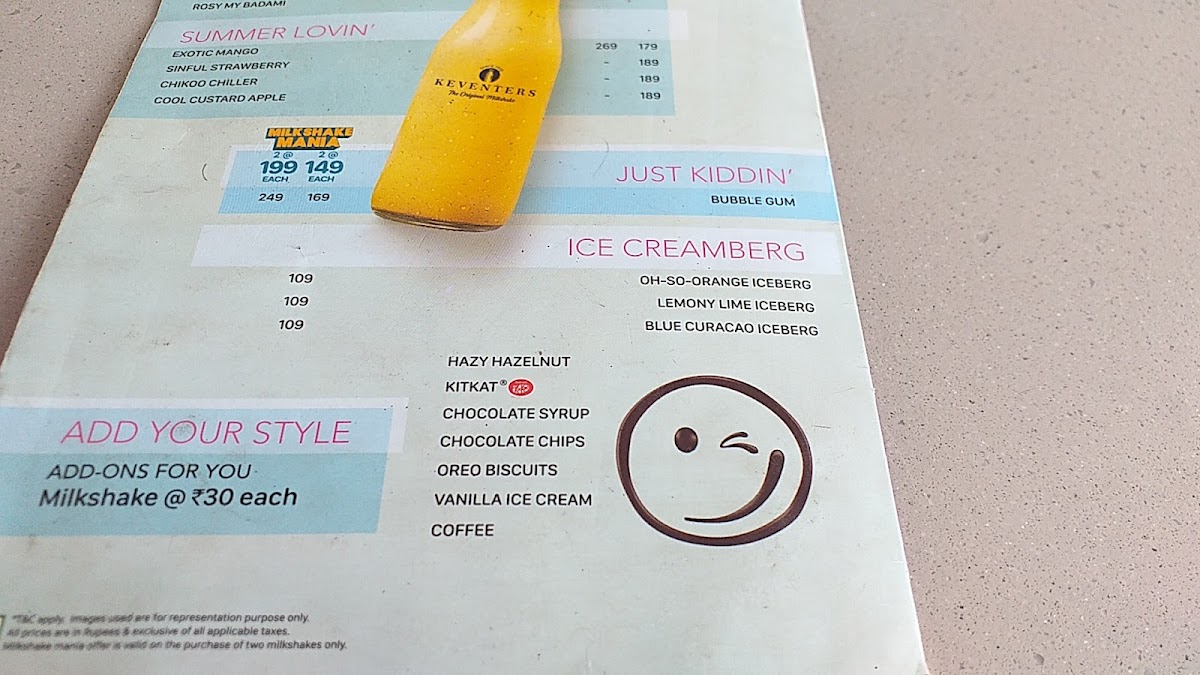 ROSY MY BADAMI
SUMMER LOVIN'
EXOTIC MANGO 269 179
SINFUL STRAWBERRY - 189
CHIKOO CHILLER - 189
COOL CUSTARD APPLE - 189
KEVENTERS
The Original Milkshake
MILKSHAKE
MANIA
2 @ 2 @
199 149
EACH EACH
JUST KIDDIN'
249 169 BUBBLE GUM
ICE CREAMBERG
109 OH-SO-ORANGE ICEBERG
109 LEMONY LIME ICEBERG
109 BLUE CURACAO ICEBERG
ADD YOUR STYLE
ADD-ONS FOR YOU
Milkshake @ ₹30 each
HAZY HAZELNUT
KITKAT®
CHOCOLATE SYRUP
CHOCOLATE CHIPS
OREO BISCUITS
VANILLA ICE CREAM
COFFEE
*T&C apply. Images used are for representation purpose only.
All prices are in Rupees & exclusive of all applicable taxes.
Milkshake mania offer is valid on the purchase of two milkshakes only.